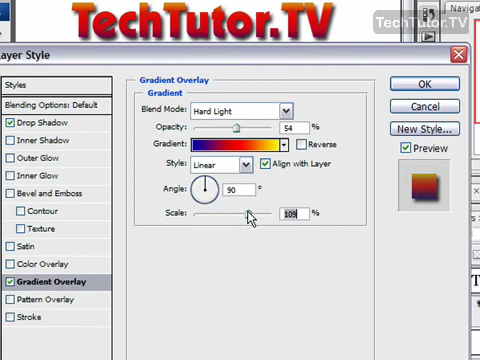 TechTutor.TV
TechTutor.TV
Navigat
ayer Style
Styles
Blending Options: Default
Drop Shadow
Inner Shadow
Outer Glow
Inner Glow
Bevel and Emboss
Contour
Texture
Satin
Color Overlay
Gradient Overlay
Pattern Overlay
Stroke
Gradient Overlay
Gradient
Blend Mode: Hard Light
Opacity: 54 %
Gradient: Reverse
Style: Linear Align with Layer
Angle: 90 °
Scale: 109 %
OK
Cancel
New Style...
Preview
T